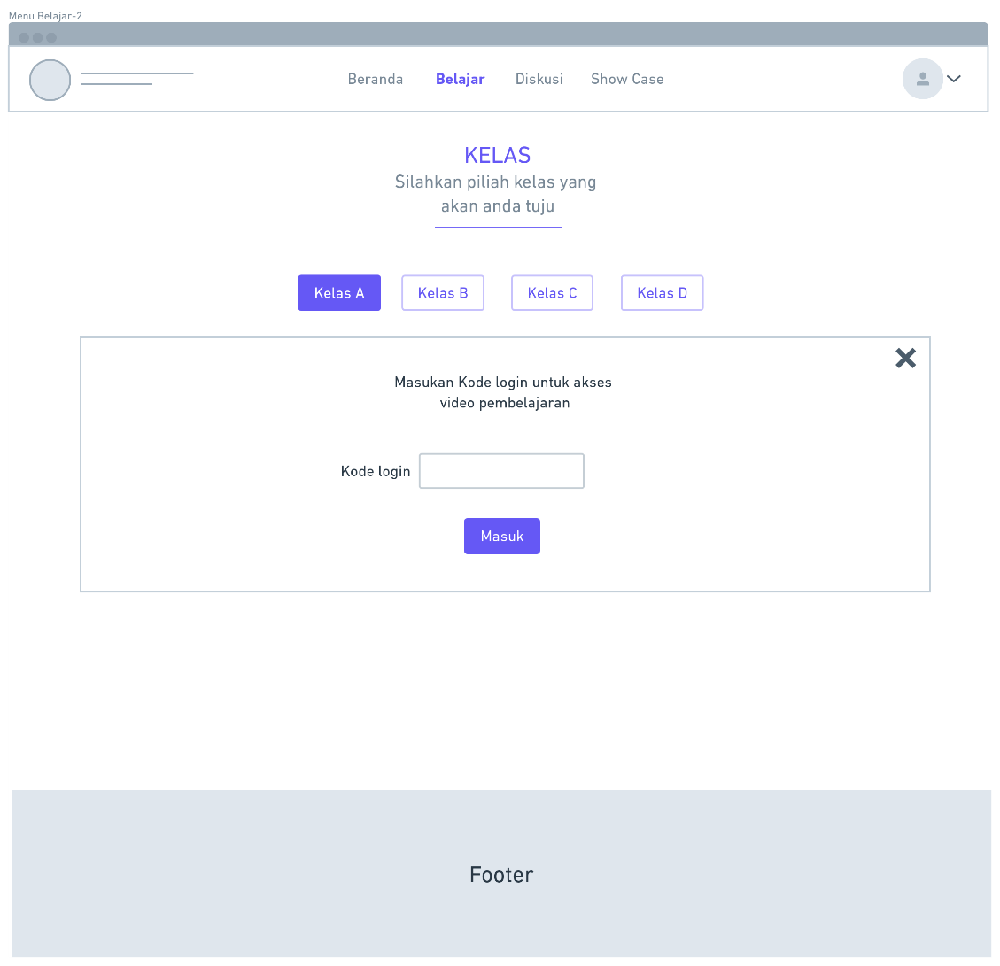 Menu Belajar-2
Beranda Belajar Diskusi Show Case
KELAS
Silahkan piliah kelas yang
akan anda tuju
Kelas A Kelas B Kelas C Kelas D
Masukan Kode login untuk akses
video pembelajaran
Kode login
Masuk
Footer